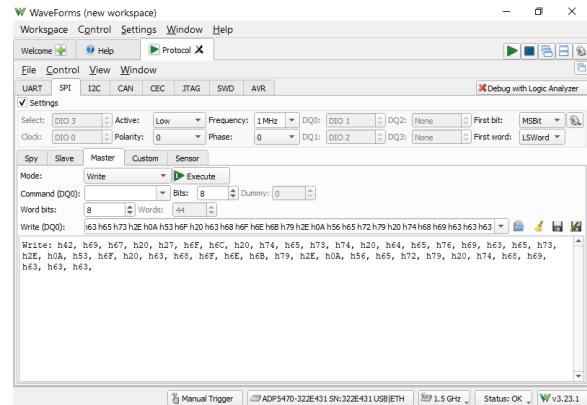 WaveForms (new workspace)
Workspace Control Settings Window Help
Welcome Help Protocol
File Control View Window
UART SPI I2C CAN CEC JTAG SWD AVR Debug with Logic Analyzer
Settings
Select: DIO 3 Active: Low Frequency: 1 MHz DQ0: DIO 1 DQ2: None First bit: MSBit
Clock: DIO 0 Polarity: 0 Phase: 0 DQ1: DIO 2 DQ3: None First word: LSWord
Spy Slave Master Custom Sensor
Mode: Write Execute
Command (DQ0): Bits: 8 Dummy: 0
Word bits: 8 Words: 44
Write (DQ0): h63 h65 h73 h2E h0A h53 h6F h20 h63 h68 h6F h6E h6B h79 h2E h0A h56 h65 h72 h79 h20 h74 h68 h69 h63 h63 h63
Write: h42, h69, h67, h20, h27, h6F, h6C, h20, h74, h65, h73, h74, h20, h64, h65, h76, h69, h63, h65, h73,
h2E, h0A, h53, h6F, h20, h63, h68, h6F, h6E, h6B, h79, h2E, h0A, h56, h65, h72, h79, h20, h74, h68, h69,
h63, h63, h63,
Manual Trigger ADP5470-322E431 SN:322E431 USB|ETH 1.5 GHz Status: OK v3.23.1